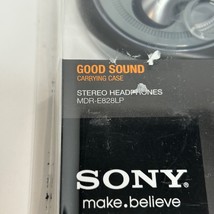 GOOD SOUND
CARRYING CASE
STEREO HEADPHONES
MDR-E828LP
SONY®
make.believe